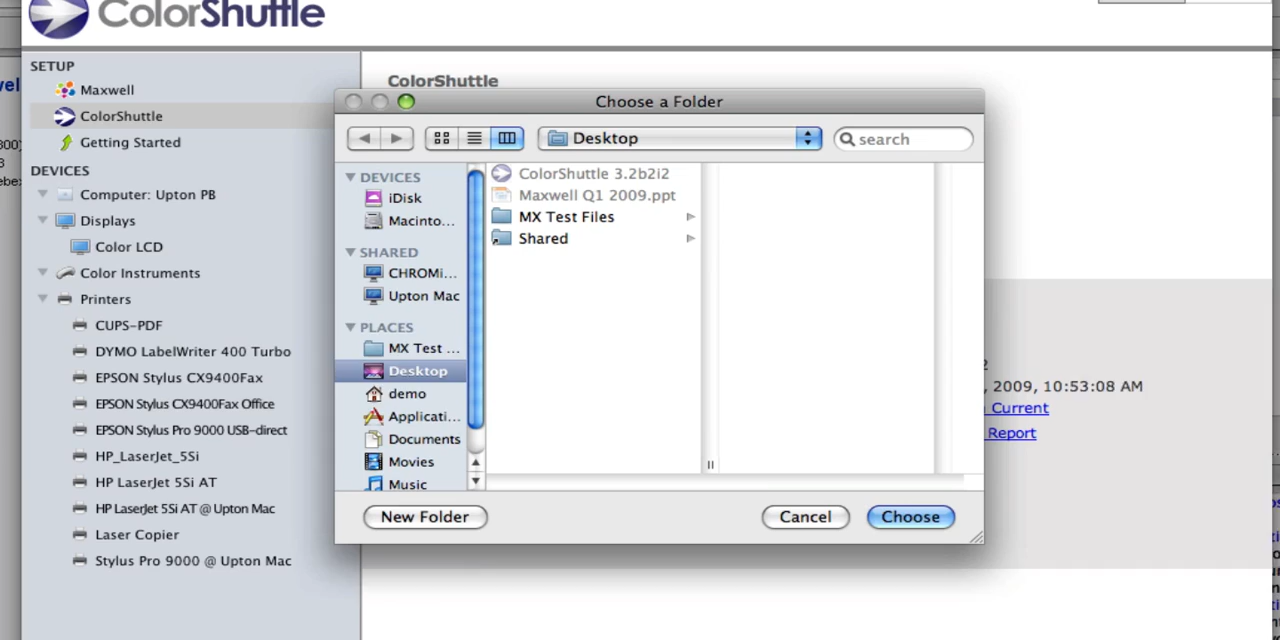 ColorShuttle
SETUP
Maxwell
ColorShuttle
Getting Started
DEVICES
Computer: Upton PB
Displays
Color LCD
Color Instruments
Printers
CUPS-PDF
DYMO LabelWriter 400 Turbo
EPSON Stylus CX9400Fax
EPSON Stylus CX9400Fax Office
EPSON Stylus Pro 9000 USB-direct
HP_LaserJet_5Si
HP LaserJet 5Si AT
HP LaserJet 5Si AT @ Upton Mac
Laser Copier
Stylus Pro 9000 @ Upton Mac
ColorShuttle
Choose a Folder
Desktop
search
DEVICES
iDisk
Macinto...
SHARED
CHROMi...
Upton Mac
PLACES
MX Test ...
Desktop
demo
Applicati...
Documents
Movies
Music
ColorShuttle 3.2b2i2
Maxwell Q1 2009.ppt
MX Test Files
Shared
New Folder
Cancel
Choose
2
, 2009, 10:53:08 AM
Current
Report